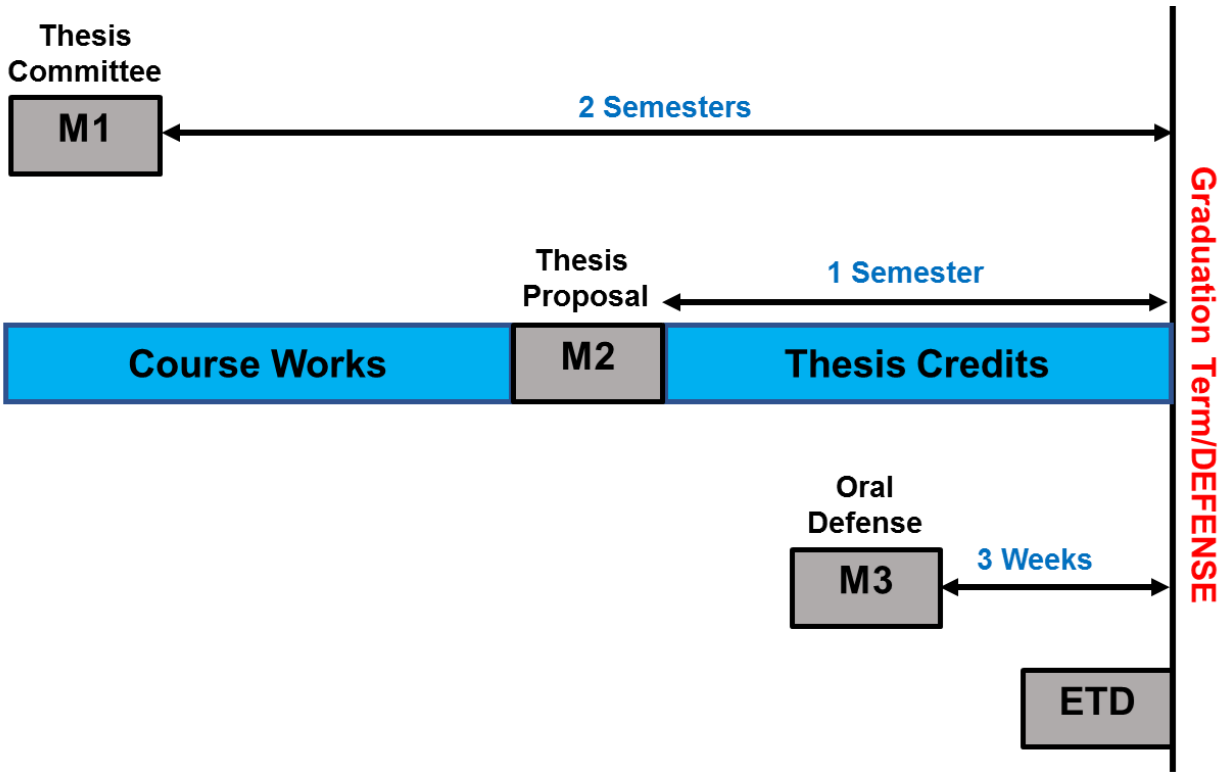 Thesis
Committee
M1
2 Semesters
Thesis
Proposal
1 Semester
Course Works
M2
Thesis Credits
Oral
Defense
M3
3 Weeks
ETD
Graduation Term/DEFENSE